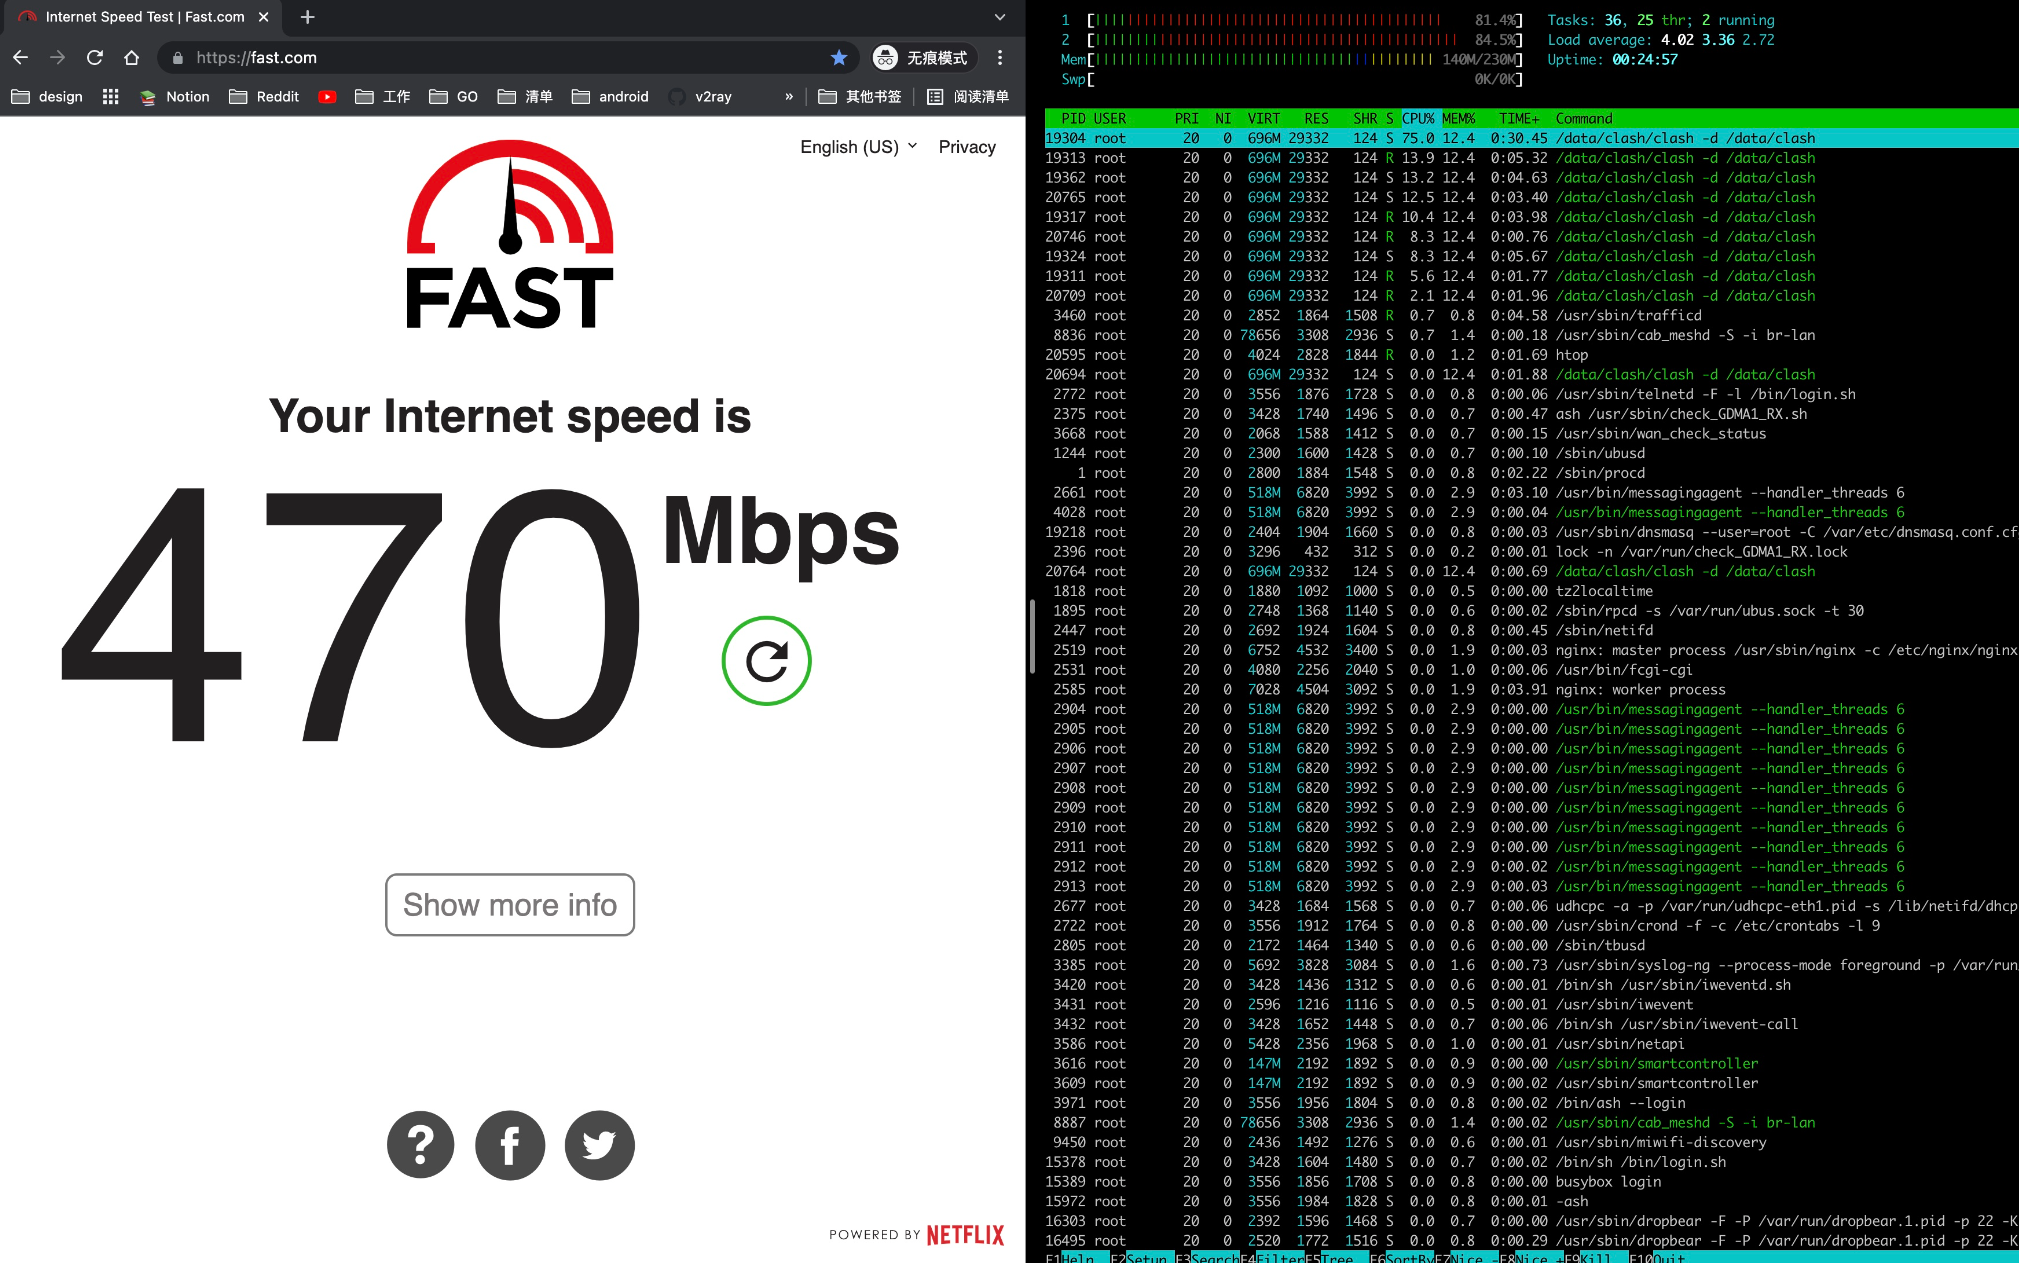 Internet Speed Test | Fast.com
https://fast.com
无痕模式
design
Notion
Reddit
工作
GO
清单
android
v2ray
»
其他书签
阅读清单
English (US)
Privacy
FAST
Your Internet speed is
470 Mbps
Show more info
POWERED BY NETFLIX
1 [ 81.4%] Tasks: 36, 25 thr; 2 running
2 [ 84.5%] Load average: 4.02 3.36 2.72
Mem[ 140M/230M] Uptime: 00:24:57
Swp[ 0K/0K]
PID USER PRI NI VIRT RES SHR S CPU% MEM% TIME+ Command
19304 root 20 0 696M 29332 124 S 75.0 12.4 0:30.45 /data/clash/clash -d /data/clash
19313 root 20 0 696M 29332 124 R 13.9 12.4 0:05.32 /data/clash/clash -d /data/clash
19362 root 20 0 696M 29332 124 S 13.2 12.4 0:04.63 /data/clash/clash -d /data/clash
20765 root 20 0 696M 29332 124 S 12.5 12.4 0:03.40 /data/clash/clash -d /data/clash
19317 root 20 0 696M 29332 124 R 10.4 12.4 0:03.98 /data/clash/clash -d /data/clash
20746 root 20 0 696M 29332 124 R 8.3 12.4 0:00.76 /data/clash/clash -d /data/clash
19324 root 20 0 696M 29332 124 S 8.3 12.4 0:05.67 /data/clash/clash -d /data/clash
19311 root 20 0 696M 29332 124 R 5.6 12.4 0:01.77 /data/clash/clash -d /data/clash
20709 root 20 0 696M 29332 124 R 2.1 12.4 0:01.96 /data/clash/clash -d /data/clash
3460 root 20 0 2852 1864 1508 R 0.7 0.8 0:04.58 /usr/sbin/trafficd
8836 root 20 0 78656 3308 2936 S 0.7 1.4 0:00.18 /usr/sbin/cab_meshd -S -i br-lan
20595 root 20 0 4024 2828 1844 R 0.0 1.2 0:01.69 htop
20694 root 20 0 696M 29332 124 S 0.0 12.4 0:01.88 /data/clash/clash -d /data/clash
2772 root 20 0 3556 1876 1728 S 0.0 0.8 0:00.06 /usr/sbin/telnetd -F -l /bin/login.sh
2375 root 20 0 3428 1740 1496 S 0.0 0.7 0:00.47 ash /usr/sbin/check_GDMA1_RX.sh
3668 root 20 0 2068 1588 1412 S 0.0 0.7 0:00.15 /usr/sbin/wan_check_status
1244 root 20 0 2300 1600 1428 S 0.0 0.7 0:00.10 /sbin/ubusd
1 root 20 0 2800 1884 1548 S 0.0 0.8 0:02.22 /sbin/procd
2661 root 20 0 518M 6820 3992 S 0.0 2.9 0:03.10 /usr/bin/messagingagent --handler_threads 6
4028 root 20 0 518M 6820 3992 S 0.0 2.9 0:00.04 /usr/bin/messagingagent --handler_threads 6
19218 root 20 0 2404 1904 1660 S 0.0 0.8 0:00.03 /usr/sbin/dnsmasq --user=root -C /var/etc/dnsmasq.conf.cf
2396 root 20 0 3296 432 312 S 0.0 0.2 0:00.01 lock -n /var/run/check_GDMA1_RX.lock
20764 root 20 0 696M 29332 124 S 0.0 12.4 0:00.69 /data/clash/clash -d /data/clash
1818 root 20 0 1880 1092 1000 S 0.0 0.5 0:00.00 tz2localtime
1895 root 20 0 2748 1368 1140 S 0.0 0.6 0:00.02 /sbin/rpcd -s /var/run/ubus.sock -t 30
2447 root 20 0 2692 1924 1604 S 0.0 0.8 0:00.45 /sbin/netifd
2519 root 20 0 6752 4532 3400 S 0.0 1.9 0:00.03 nginx: master process /usr/sbin/nginx -c /etc/nginx/nginx
2531 root 20 0 4080 2256 2040 S 0.0 1.0 0:00.06 /usr/bin/fcgi-cgi
2585 root 20 0 7028 4504 3092 S 0.0 1.9 0:03.91 nginx: worker process
2904 root 20 0 518M 6820 3992 S 0.0 2.9 0:00.00 /usr/bin/messagingagent --handler_threads 6
2905 root 20 0 518M 6820 3992 S 0.0 2.9 0:00.00 /usr/bin/messagingagent --handler_threads 6
2906 root 20 0 518M 6820 3992 S 0.0 2.9 0:00.00 /usr/bin/messagingagent --handler_threads 6
2907 root 20 0 518M 6820 3992 S 0.0 2.9 0:00.00 /usr/bin/messagingagent --handler_threads 6
2908 root 20 0 518M 6820 3992 S 0.0 2.9 0:00.00 /usr/bin/messagingagent --handler_threads 6
2909 root 20 0 518M 6820 3992 S 0.0 2.9 0:00.00 /usr/bin/messagingagent --handler_threads 6
2910 root 20 0 518M 6820 3992 S 0.0 2.9 0:00.00 /usr/bin/messagingagent --handler_threads 6
2911 root 20 0 518M 6820 3992 S 0.0 2.9 0:00.00 /usr/bin/messagingagent --handler_threads 6
2912 root 20 0 518M 6820 3992 S 0.0 2.9 0:00.02 /usr/bin/messagingagent --handler_threads 6
2913 root 20 0 518M 6820 3992 S 0.0 2.9 0:00.03 /usr/bin/messagingagent --handler_threads 6
2677 root 20 0 3428 1684 1568 S 0.0 0.7 0:00.06 udhcpc -a -p /var/run/udhcpc-eth1.pid -s /lib/netifd/dhcp
2722 root 20 0 3556 1912 1764 S 0.0 0.8 0:00.00 /usr/sbin/crond -f -c /etc/crontabs -l 9
2805 root 20 0 2172 1464 1340 S 0.0 0.6 0:00.00 /sbin/tbusd
3385 root 20 0 5692 3828 3084 S 0.0 1.6 0:00.73 /usr/sbin/syslog-ng --process-mode foreground -p /var/run
3420 root 20 0 3428 1436 1312 S 0.0 0.6 0:00.01 /bin/sh /usr/sbin/iweventd.sh
3431 root 20 0 2596 1216 1116 S 0.0 0.5 0:00.01 /usr/sbin/iwevent
3432 root 20 0 3428 1652 1448 S 0.0 0.7 0:00.06 /bin/sh /usr/sbin/iwevent-call
3586 root 20 0 5428 2356 1968 S 0.0 1.0 0:00.01 /usr/sbin/netapi
3616 root 20 0 147M 2192 1892 S 0.0 0.9 0:00.00 /usr/sbin/smartcontroller
3609 root 20 0 147M 2192 1892 S 0.0 0.9 0:00.02 /usr/sbin/smartcontroller
3971 root 20 0 3556 1956 1804 S 0.0 0.8 0:00.02 /bin/ash --login
8887 root 20 0 78656 3308 2936 S 0.0 1.4 0:00.02 /usr/sbin/cab_meshd -S -i br-lan
9450 root 20 0 2436 1492 1276 S 0.0 0.6 0:00.01 /usr/sbin/miwifi-discovery
15378 root 20 0 3428 1604 1480 S 0.0 0.7 0:00.02 /bin/sh /bin/login.sh
15389 root 20 0 3556 1856 1708 S 0.0 0.8 0:00.00 busybox login
15972 root 20 0 3556 1984 1828 S 0.0 0.8 0:00.01 -ash
16303 root 20 0 2392 1596 1468 S 0.0 0.7 0:00.00 /usr/sbin/dropbear -F -P /var/run/dropbear.1.pid -p 22 -K
16495 root 20 0 2520 1772 1516 S 0.0 0.8 0:00.29 /usr/sbin/dropbear -F -P /var/run/dropbear.1.pid -p 22 -K
F1Help F2Setup F3SearchF4FilterF5Tree F6SortByF7Nice -F8Nice +F9Kill F10Quit